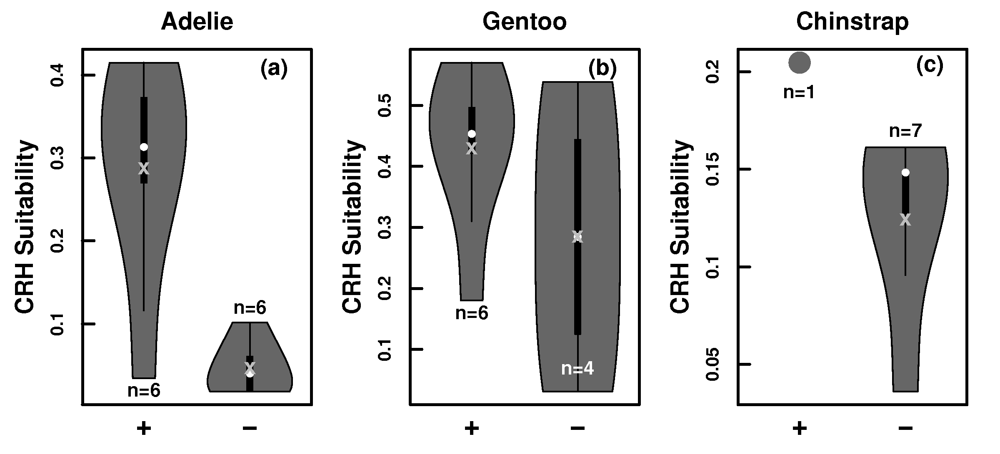 Adelie
CRH Suitability
0.4
0.3
0.2
0.1
(a)
n=6
n=6
+
−
Gentoo
CRH Suitability
0.5
0.4
0.3
0.2
0.1
(b)
n=6
n=4
+
−
Chinstrap
CRH Suitability
0.2
0.15
0.1
0.05
(c)
n=1
n=7
+
−